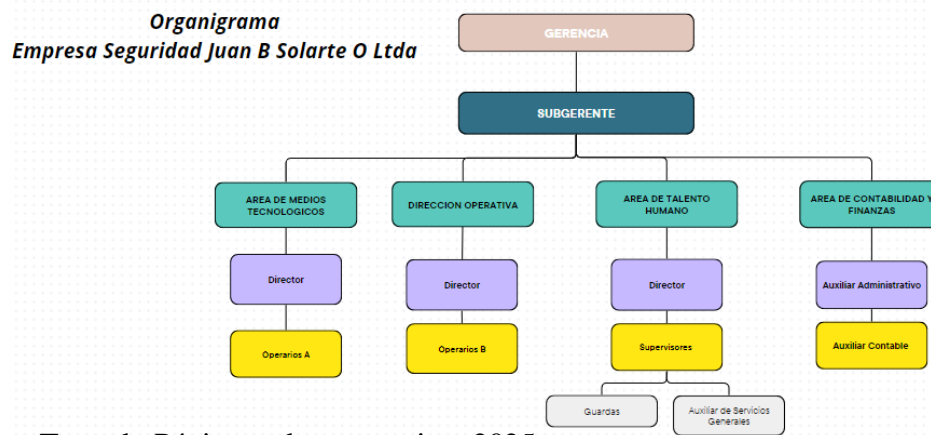 Organigrama
Empresa Seguridad Juan B Solarte O Ltda
GERENCIA
SUBGERENTE
AREA DE MEDIOS
TECNOLOGICOS
DIRECCION OPERATIVA
AREA DE TALENTO
HUMANO
AREA DE CONTABILIDAD Y
FINANZAS
Director
Director
Director
Auxiliar Administrativo
Operarios A
Operarios B
Supervisores
Auxiliar Contable
Guardas
Auxiliar de Servicios
Generales